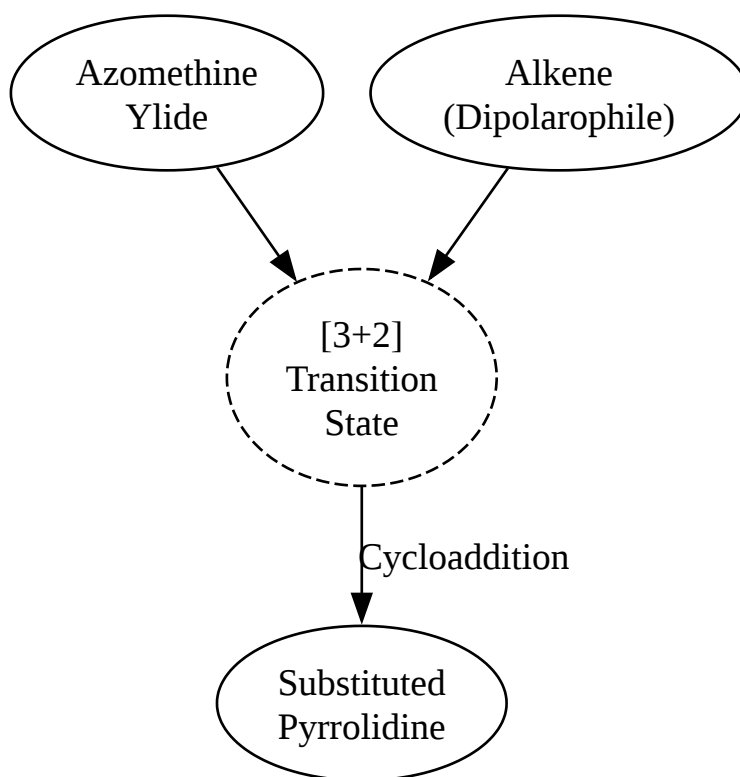 Azomethine
Ylide
Alkene
(Dipolarophile)
[3+2]
Transition
State
Cycloaddition
Substituted
Pyrrolidine